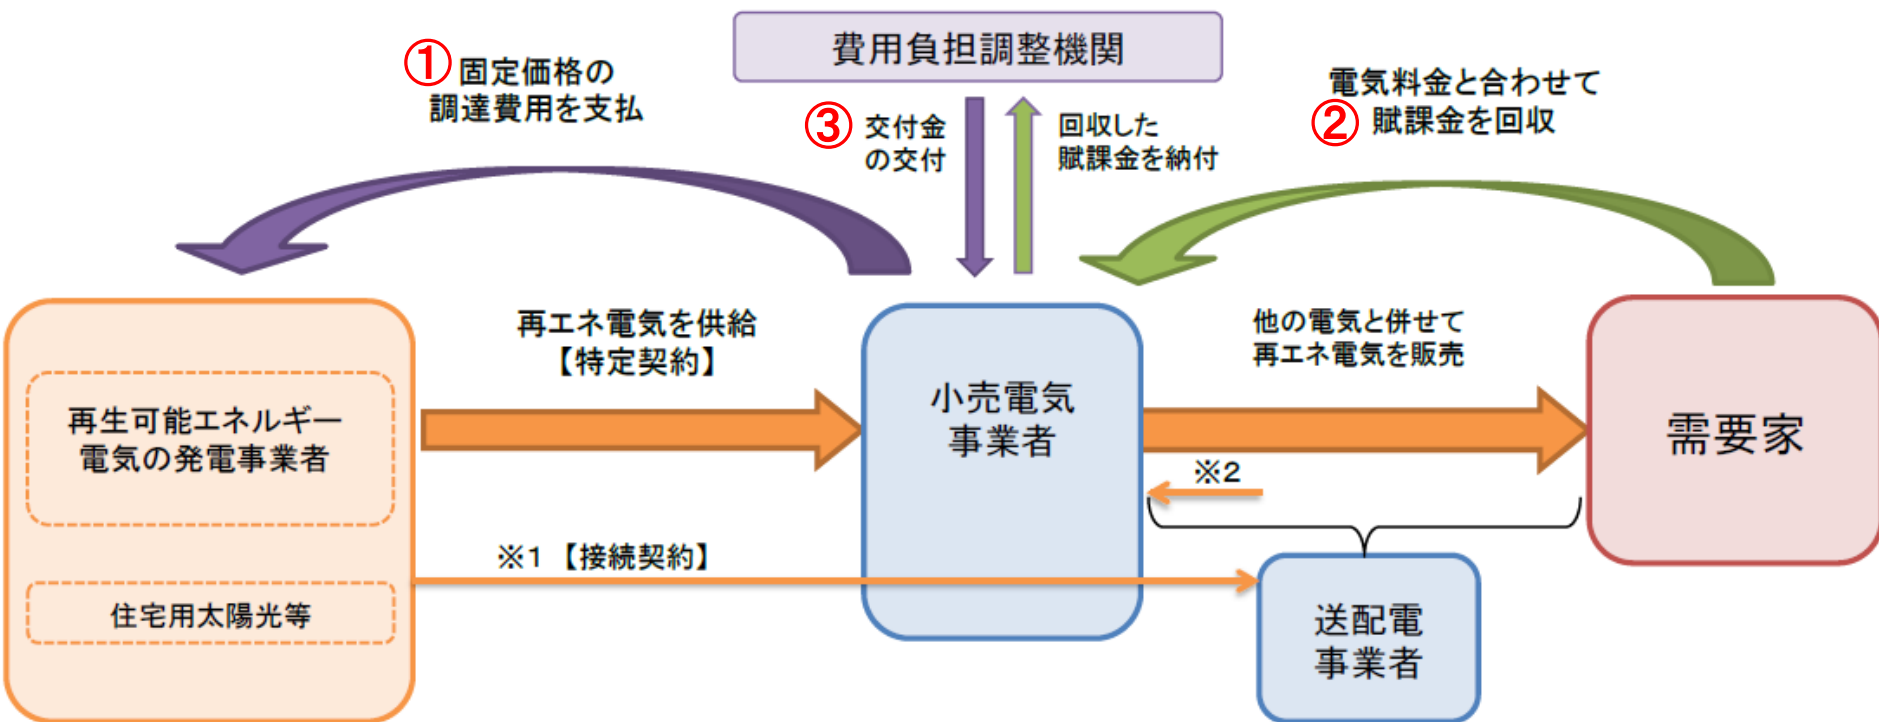 費用負担調整機関
①固定価格の
調達費用を支払
③交付金
の交付
回収した
賦課金を納付
電気料金と合わせて
②賦課金を回収
再エネ電気を供給
【特定契約】
他の電気と併せて
再エネ電気を販売
再生可能エネルギー
電気の発電事業者
住宅用太陽光等
小売電気
事業者
需要家
※2
※1【接続契約】
送配電
事業者